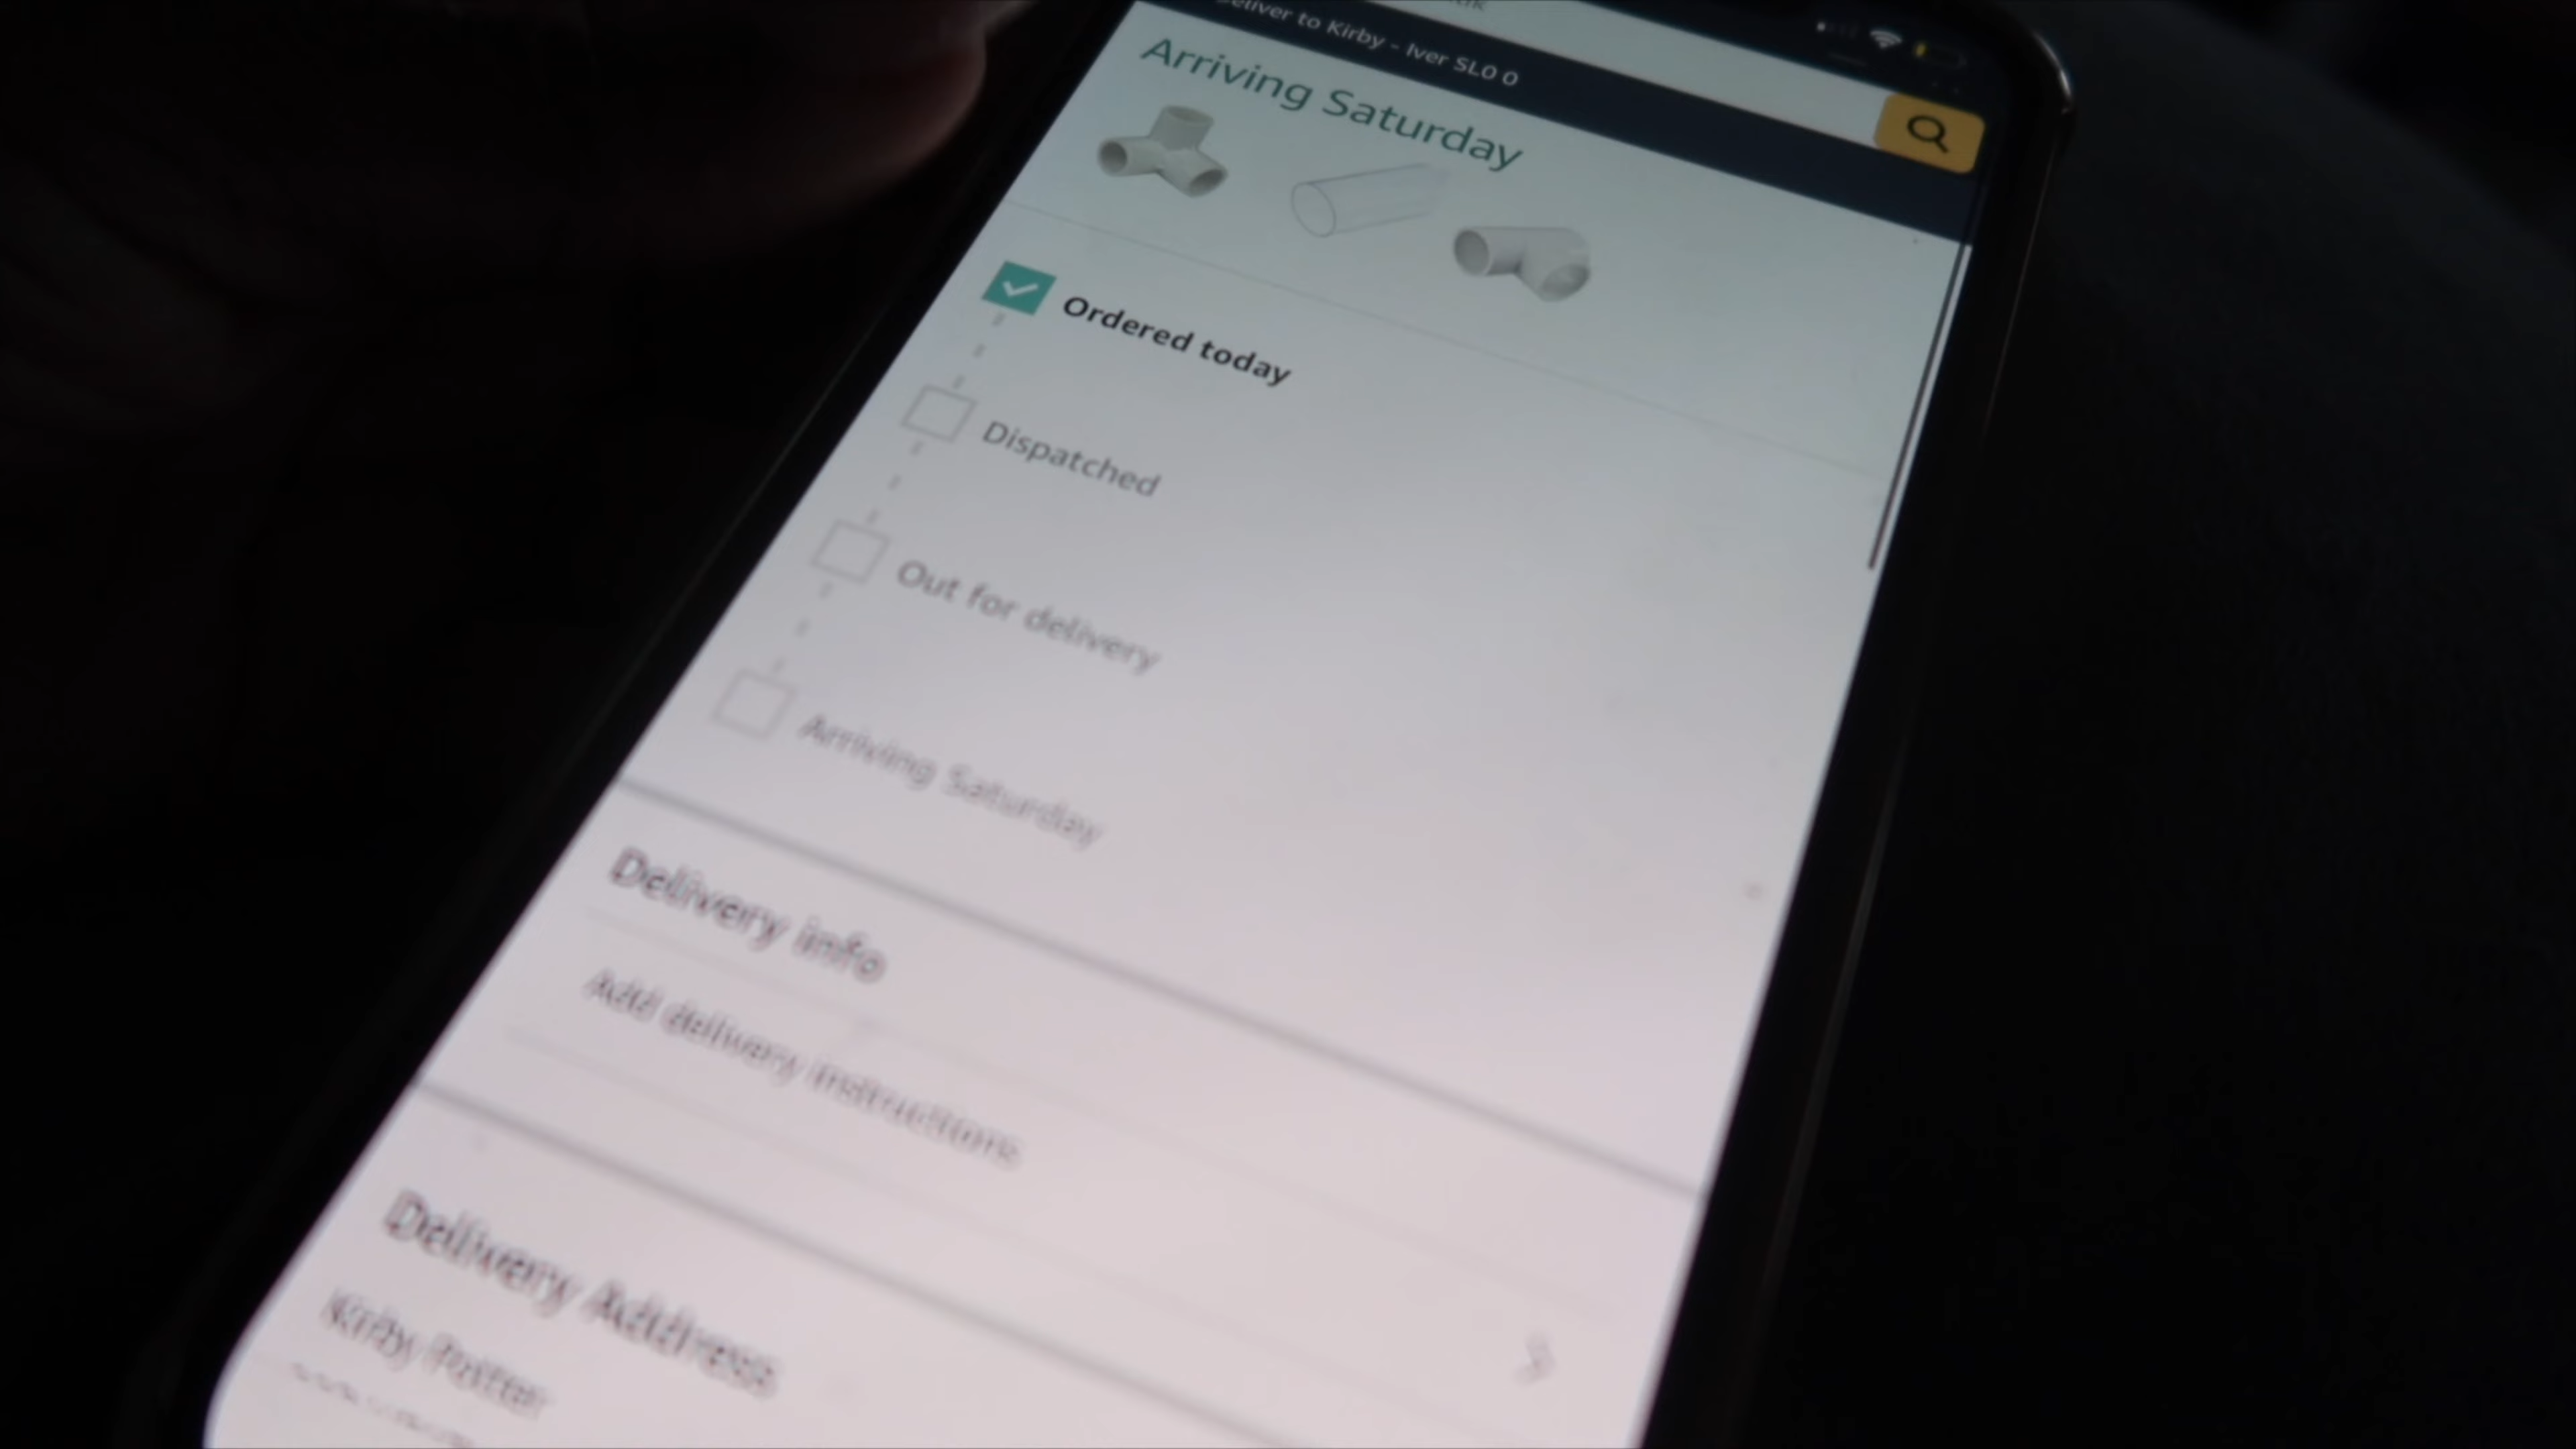 Deliver to Kirby - Iver SL0 0
Arriving Saturday
Ordered today
Dispatched
Out for delivery
Arriving Saturday
Delivery info
Add delivery instructions
Delivery Address
Kirby Potter